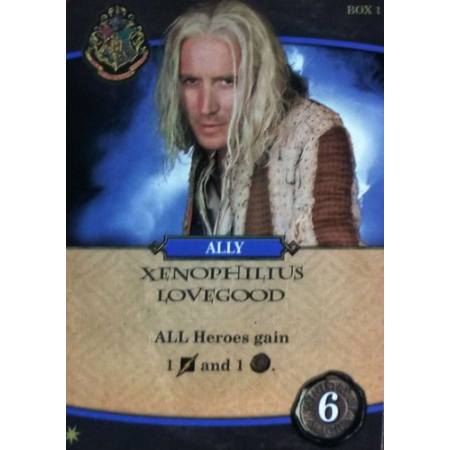 BOX 1
ALLY
XENOPHILIUS
LOVEGOOD
ALL Heroes gain
1 and 1 .
6